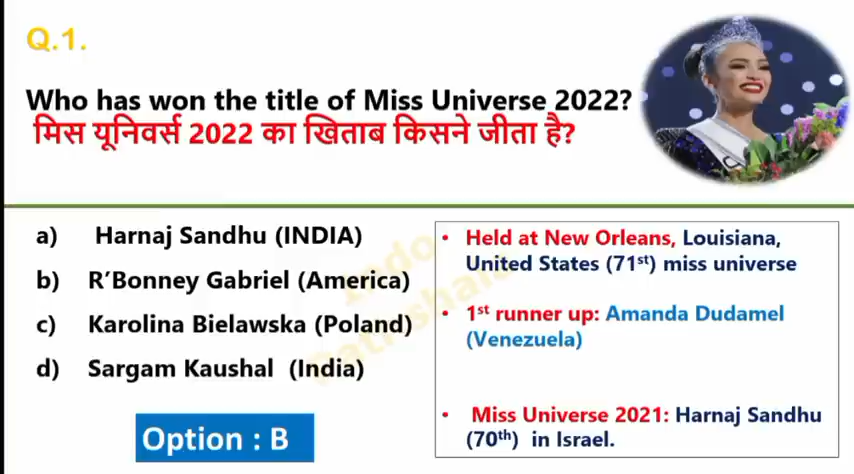 Q.1.
Who has won the title of Miss Universe 2022?
मिस यूनिवर्स 2022 का खिताब किसने जीता है?
a) Harnaj Sandhu (INDIA)
b) R’Bonney Gabriel (America)
c) Karolina Bielawska (Poland)
d) Sargam Kaushal (India)
Option : B
• Held at New Orleans, Louisiana,
United States (71st) miss universe
• 1st runner up: Amanda Dudamel
(Venezuela)
• Miss Universe 2021: Harnaj Sandhu
(70th) in Israel.
Indo
Pathshala